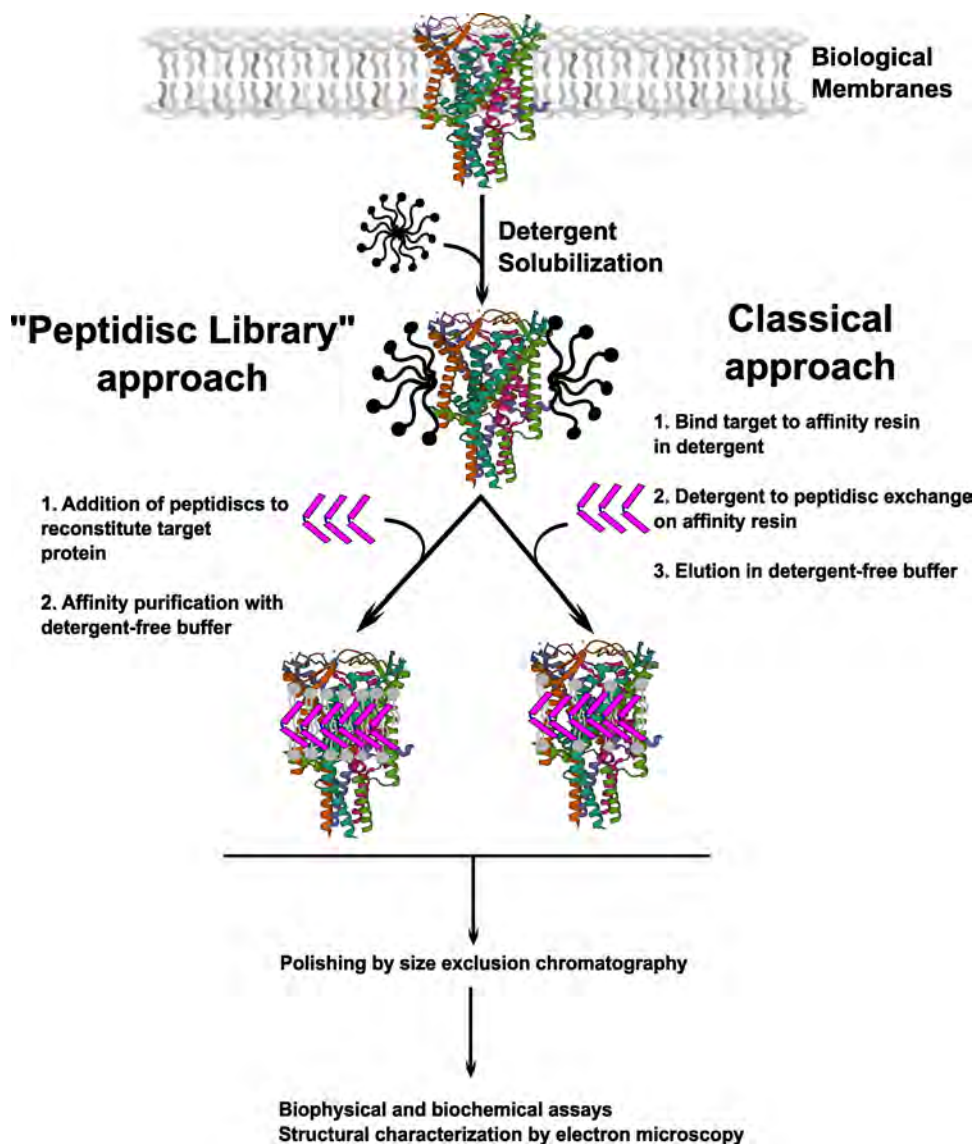 Biological
Membranes
Detergent
Solubilization
"Peptidisc Library"
approach
Classical
approach
1. Bind target to affinity resin
in detergent
2. Detergent to peptidisc exchange
on affinity resin
3. Elution in detergent-free buffer
1. Addition of peptidiscs to
reconstitute target
protein
2. Affinity purification with
detergent-free buffer
Polishing by size exclusion chromatography
Biophysical and biochemical assays
Structural characterization by electron microscopy